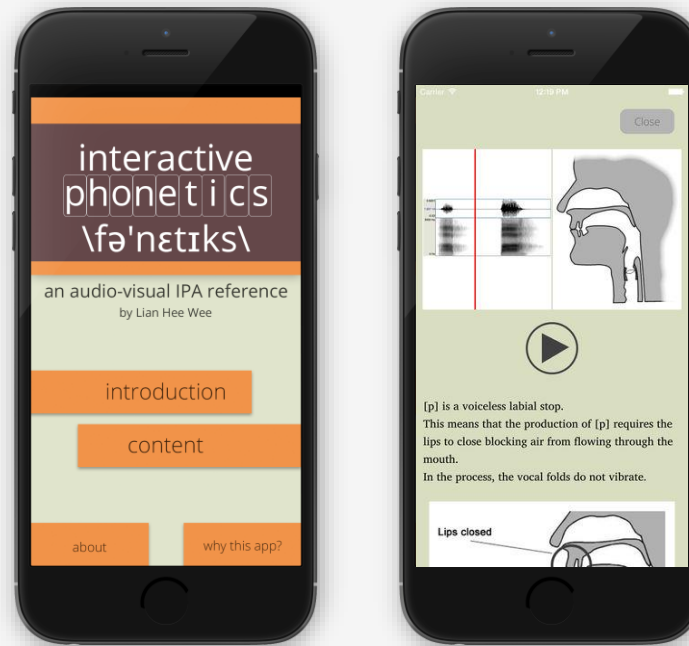 interactive
phonetics
\fə'nɛtɪks\
an audio-visual IPA reference
by Lian Hee Wee
introduction
content
about
why this app?
Carrier
12:19 PM
Close
[p] is a voiceless labial stop.
This means that the production of [p] requires the
lips to close blocking air from flowing through the
mouth.
In the process, the vocal folds do not vibrate.
Lips closed